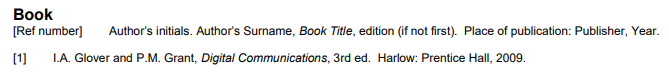 Book
[Ref number] Author's initials. Author's Surname, Book Title, edition (if not first). Place of publication: Publisher, Year.
[1] I.A. Glover and P.M. Grant, Digital Communications, 3rd ed. Harlow: Prentice Hall, 2009.